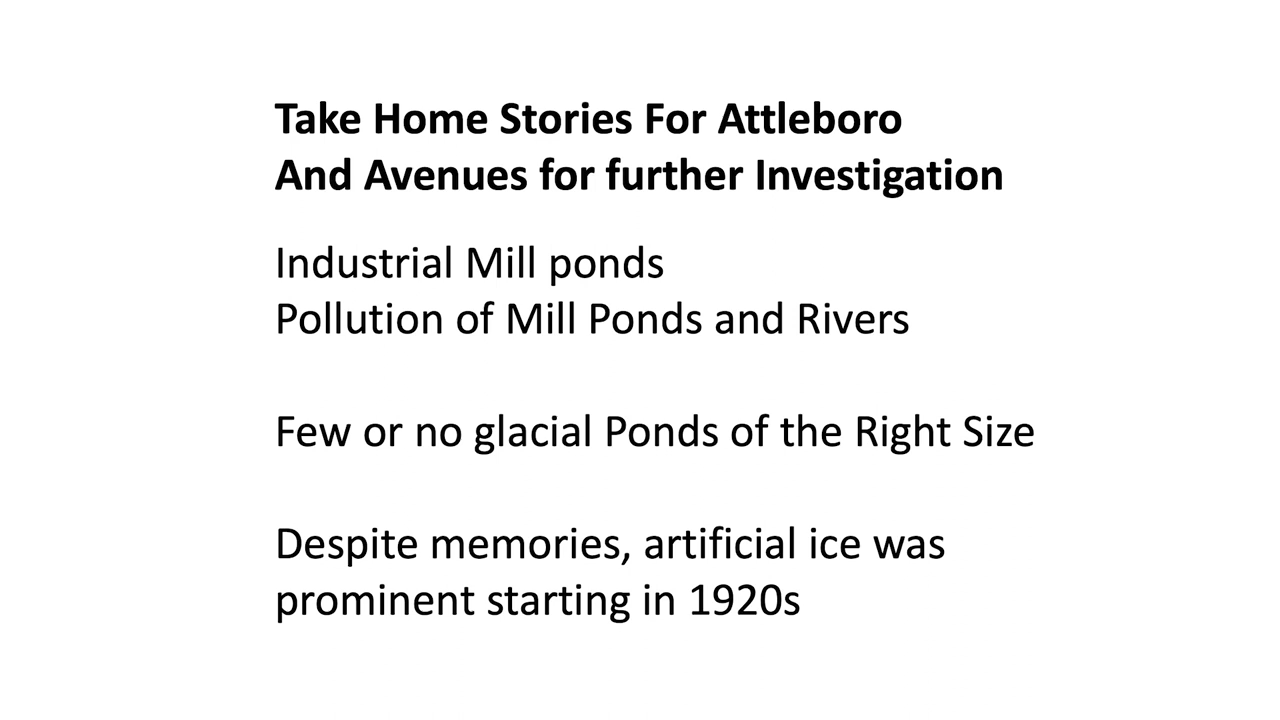 Take Home Stories For Attleboro
And Avenues for further Investigation
Industrial Mill ponds
Pollution of Mill Ponds and Rivers
Few or no glacial Ponds of the Right Size
Despite memories, artificial ice was
prominent starting in 1920s